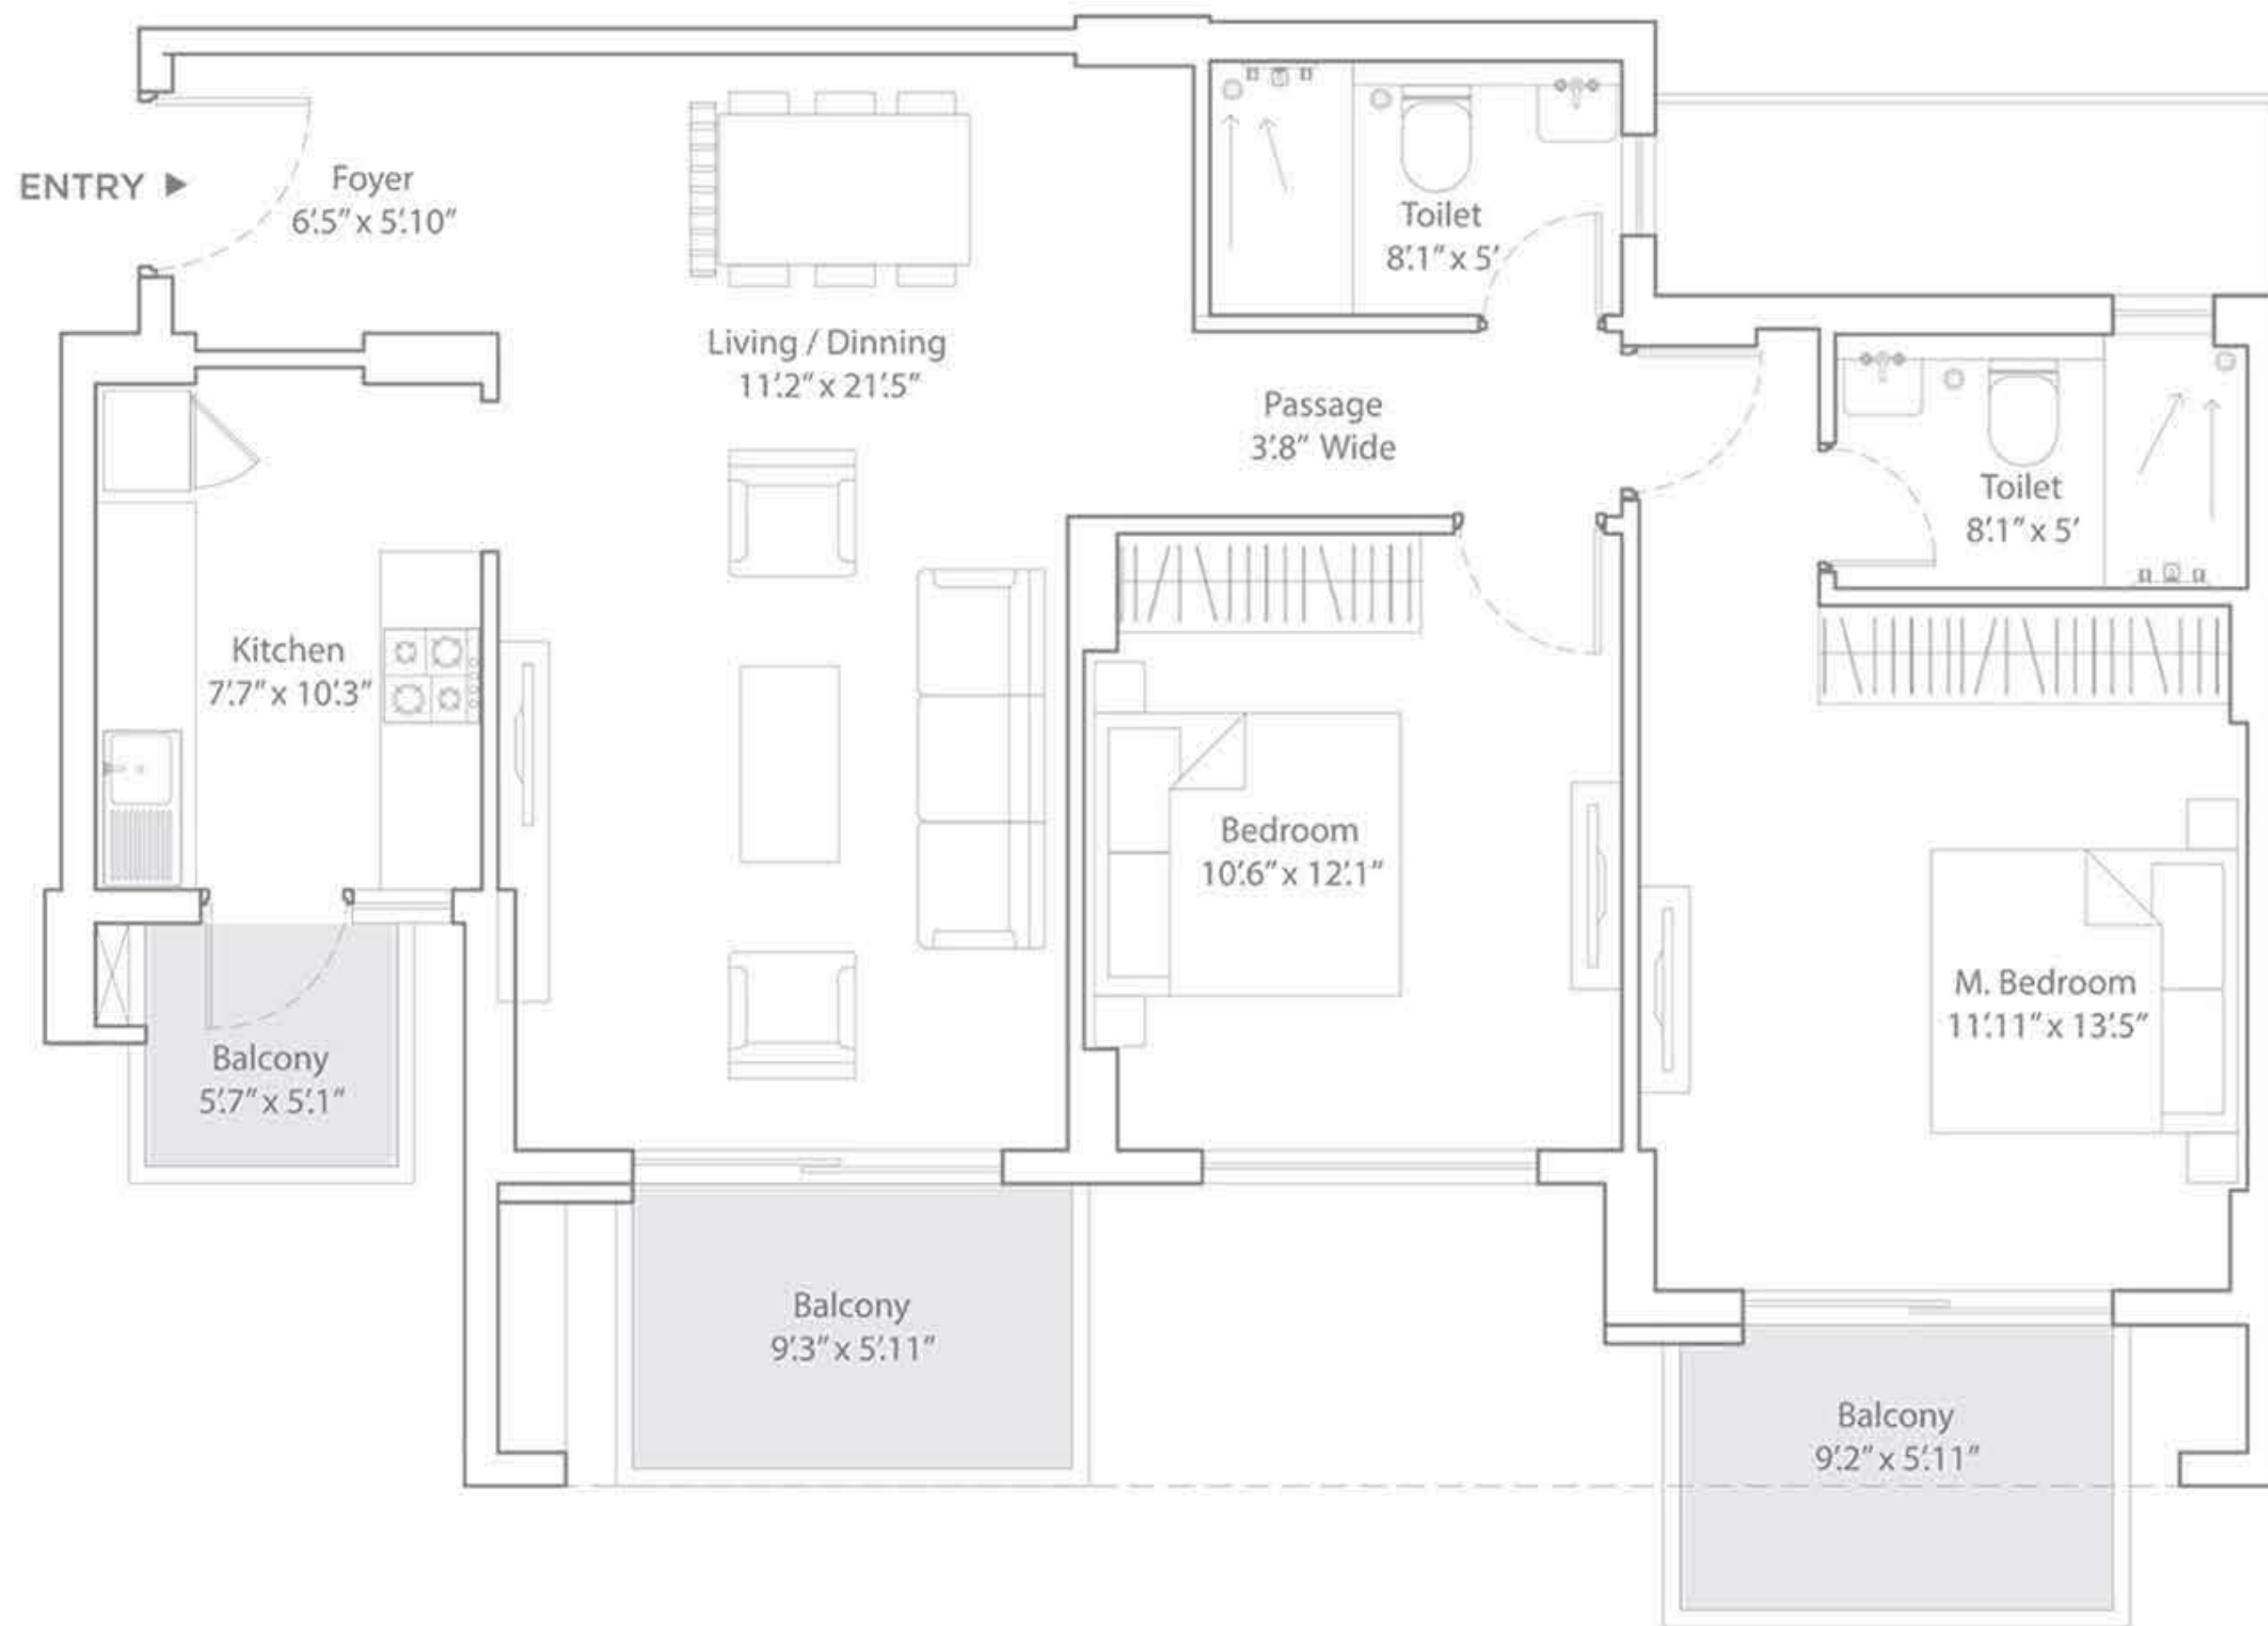 ENTRY
Foyer
6'.5" x 5'.10"
Toilet
8'.1" x 5'
Living / Dinning
11'.2" x 21'.5"
Passage
3'.8" Wide
Toilet
8'.1" x 5'
Kitchen
7'.7" x 10'.3"
Bedroom
10'.6" x 12'.1"
M. Bedroom
11'.11" x 13'.5"
Balcony
5'.7" x 5'.1"
Balcony
9'.3" x 5'.11"
Balcony
9'.2" x 5'.11"